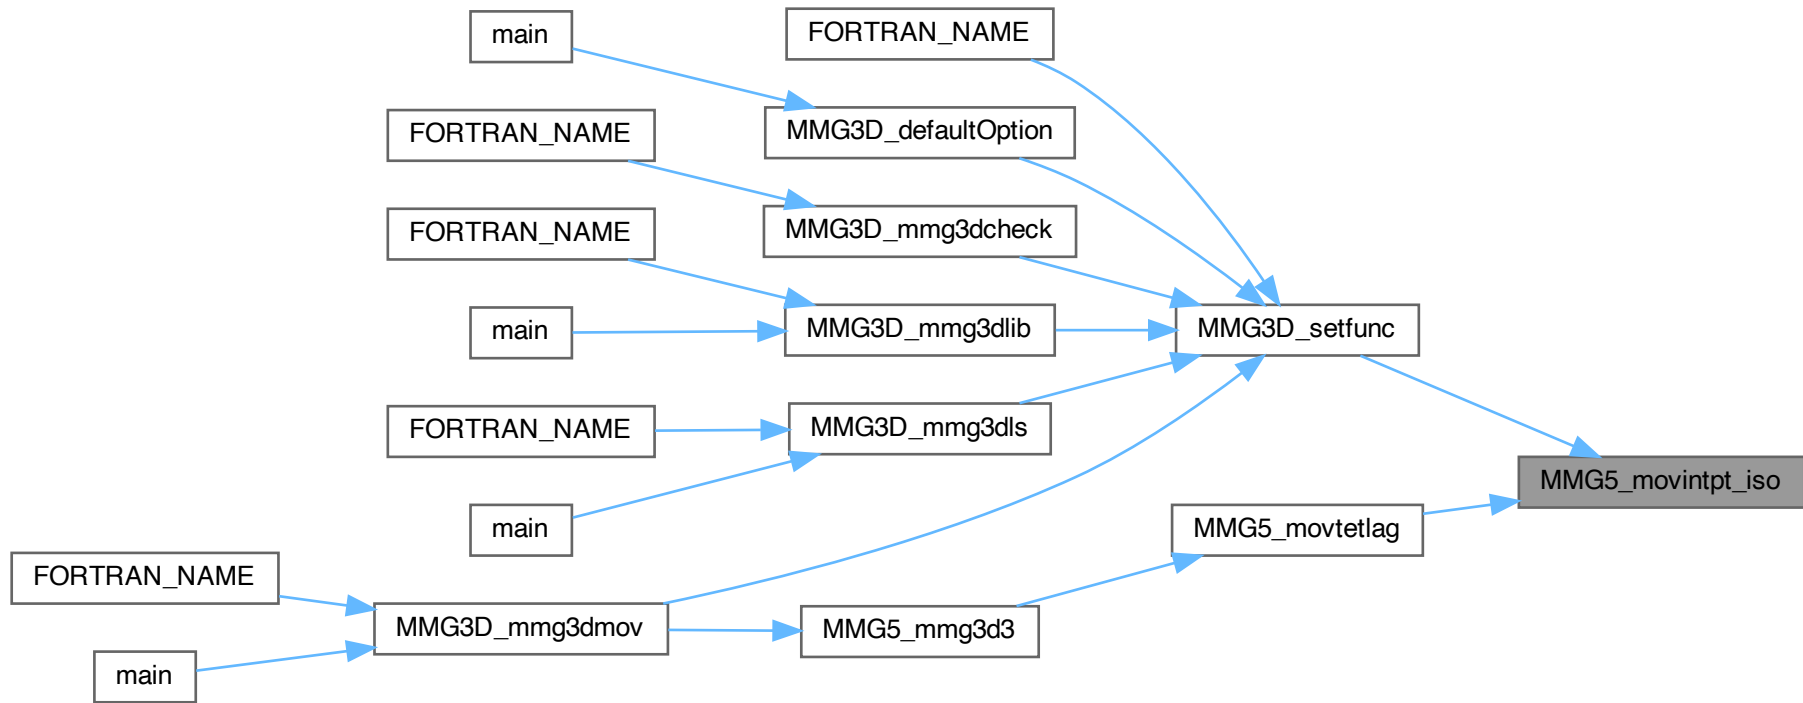 main
FORTRAN_NAME
MMG3D_defaultOption
FORTRAN_NAME
MMG3D_mmg3dcheck
FORTRAN_NAME
main
MMG3D_mmg3dlib
MMG3D_setfunc
FORTRAN_NAME
MMG3D_mmg3dls
MMG5_movintpt_iso
main
MMG5_movtetlag
FORTRAN_NAME
MMG3D_mmg3dmov
MMG5_mmg3d3
main